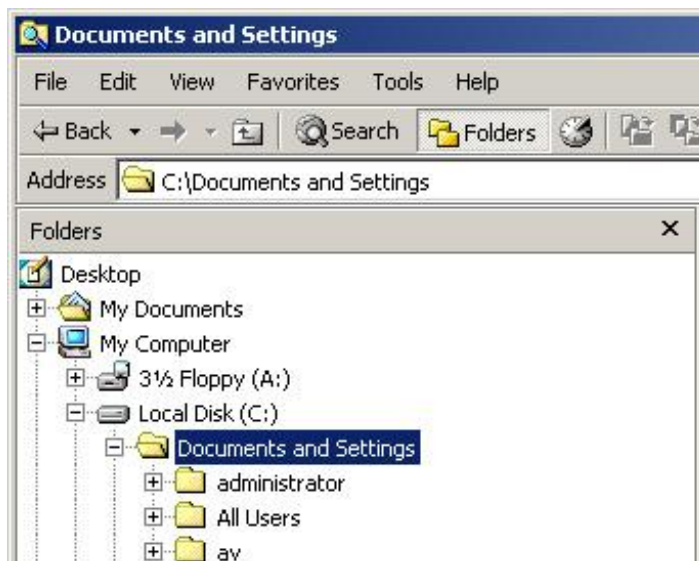 Documents and Settings
File Edit View Favorites Tools Help
Back Search Folders
Address C:\Documents and Settings
Folders
Desktop
My Documents
My Computer
3½ Floppy (A:)
Local Disk (C:)
Documents and Settings
administrator
All Users
av